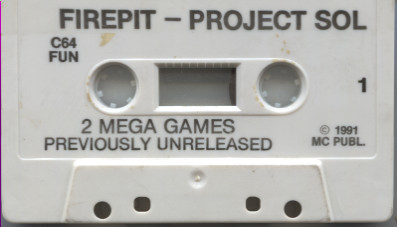 FIREPIT – PROJECT SOL
C64
FUN
1
2 MEGA GAMES
PREVIOUSLY UNRELEASED
© 1991
MC PUBL.